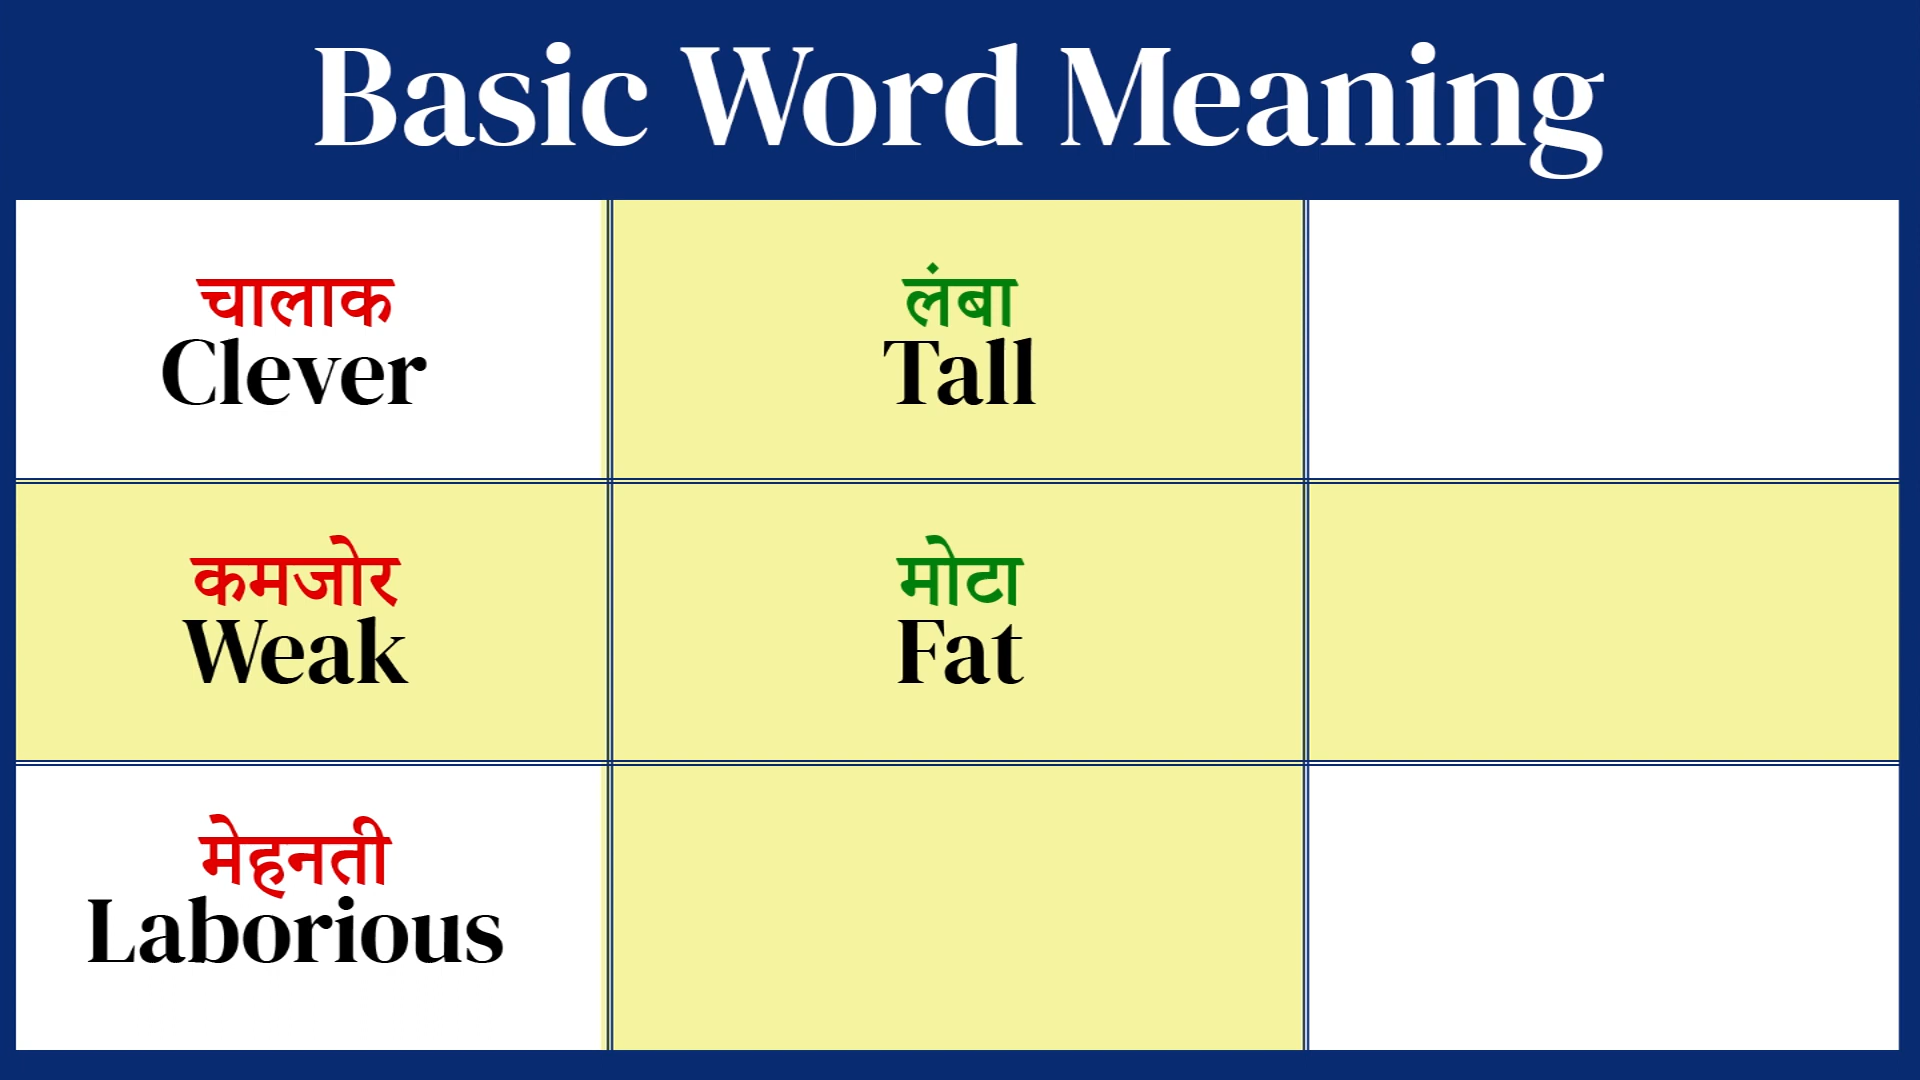 Basic Word Meaning
चालाक
Clever
लंबा
Tall
कमजोर
Weak
मोटा
Fat
मेहनती
Laborious